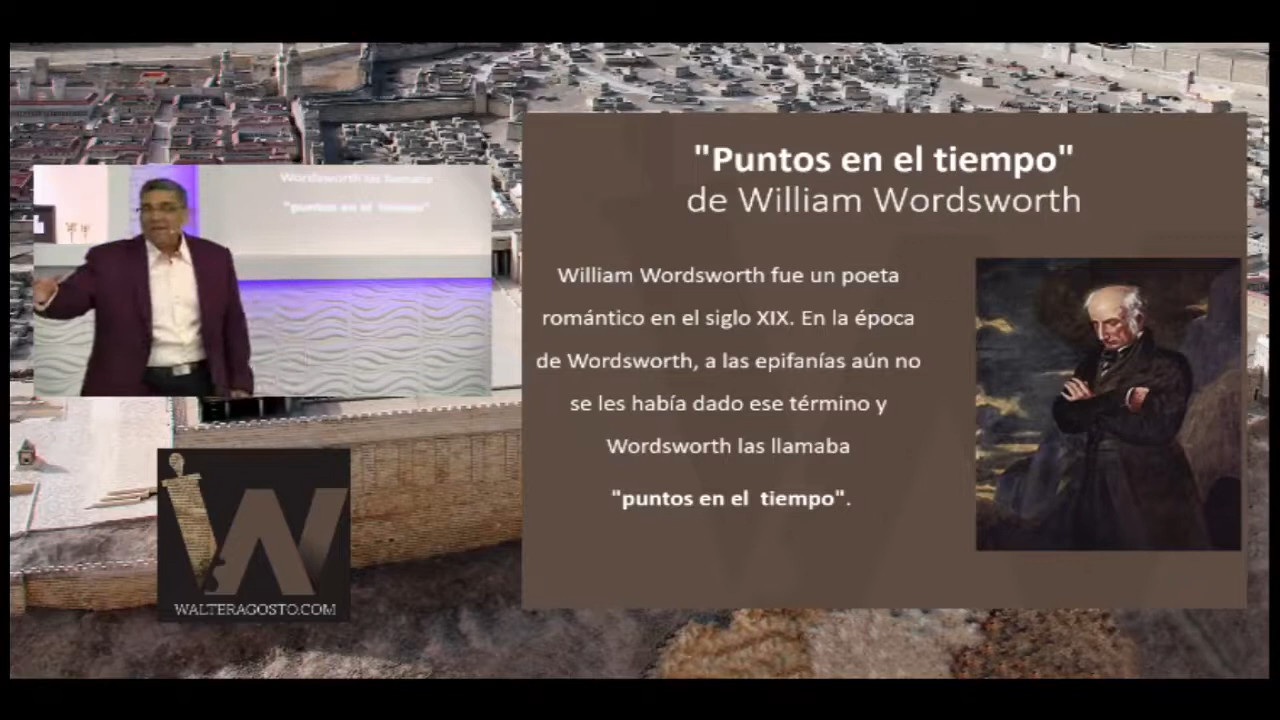 "Puntos en el tiempo"
de William Wordsworth
William Wordsworth fue un poeta
romántico en el siglo XIX. En la época
de Wordsworth, a las epifanías aún no
se les había dado ese término y
Wordsworth las llamaba
"puntos en el tiempo".
Wordsworth las llamaba
"puntos en el tiempo"
W
WALTERAGOSTO.COM